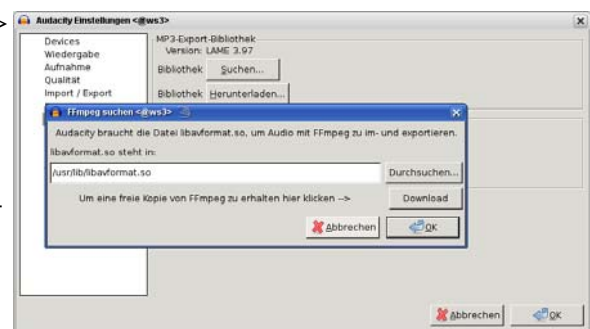 Audacity Einstellungen <@ws3>
Devices
Wiedergabe
Aufnahme
Qualität
Import / Export
MP3-Export-Bibliothek
Version: LAME 3.97
Bibliothek Suchen...
Bibliothek Herunterladen...
FFmpeg suchen <@ws3>
Audacity braucht die Datei libavformat.so, um Audio mit FFmpeg zu im- und exportieren.
libavformat.so steht in:
/usr/lib/libavformat.so
Durchsuchen...
Um eine freie Kopie von FFmpeg zu erhalten hier klicken -->
Download
Abbrechen
OK
Abbrechen
OK